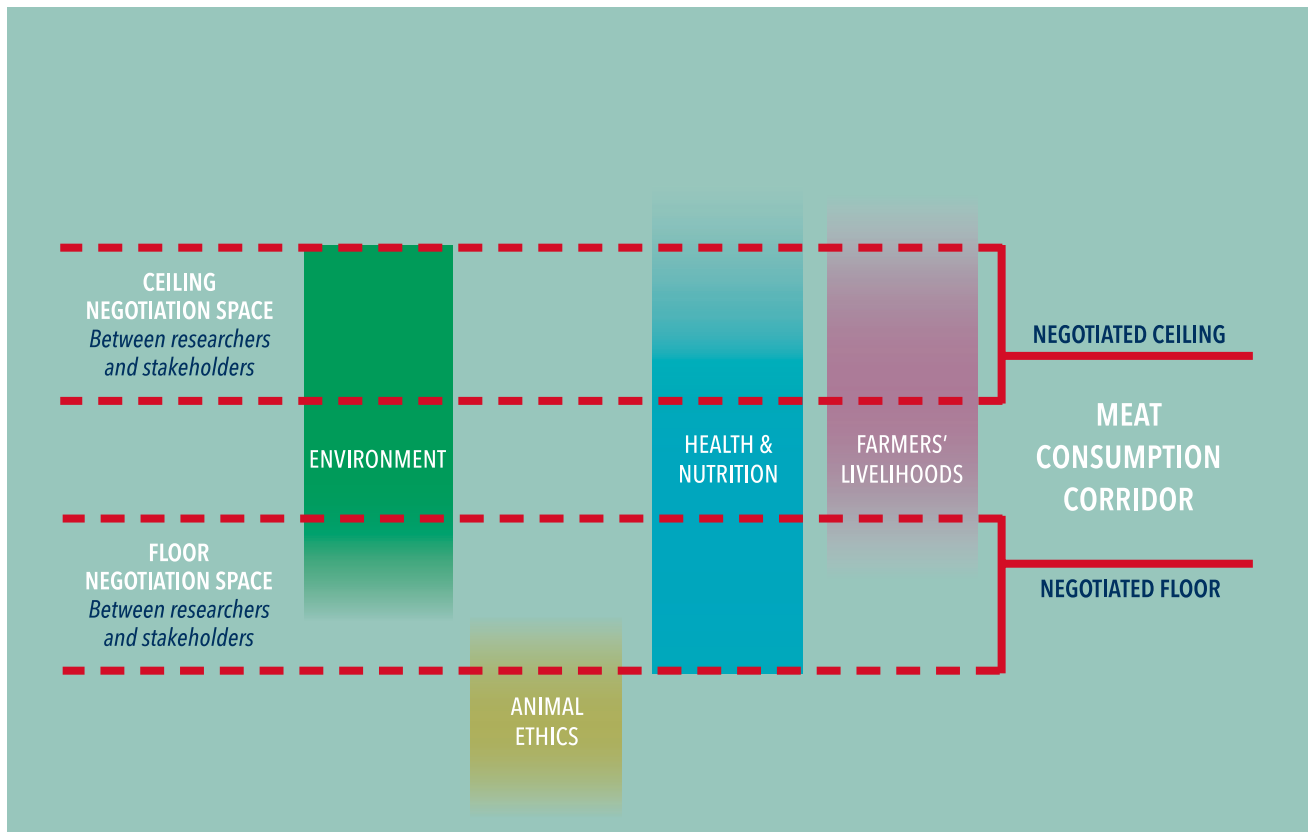 CEILING
NEGOTIATION SPACE
Between researchers
and stakeholders
NEGOTIATED CEILING
ENVIRONMENT
HEALTH &
NUTRITION
FARMERS‘
LIVELIHOODS
MEAT
CONSUMPTION
CORRIDOR
FLOOR
NEGOTIATION SPACE
Between researchers
and stakeholders
NEGOTIATED FLOOR
ANIMAL
ETHICS